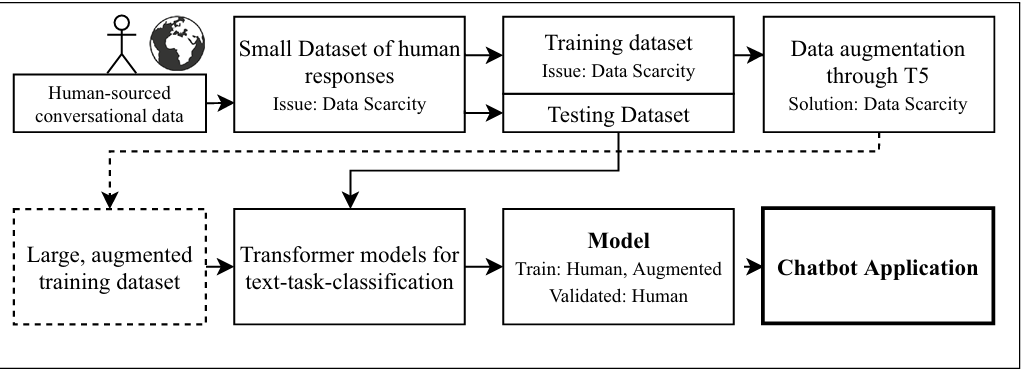 Human-sourced
conversational data
Small Dataset of human
responses
Issue: Data Scarcity
Training dataset
Issue: Data Scarcity
Testing Dataset
Data augmentation
through T5
Solution: Data Scarcity
Large, augmented
training dataset
Transformer models for
text-task-classification
Model
Train: Human, Augmented
Validated: Human
Chatbot Application